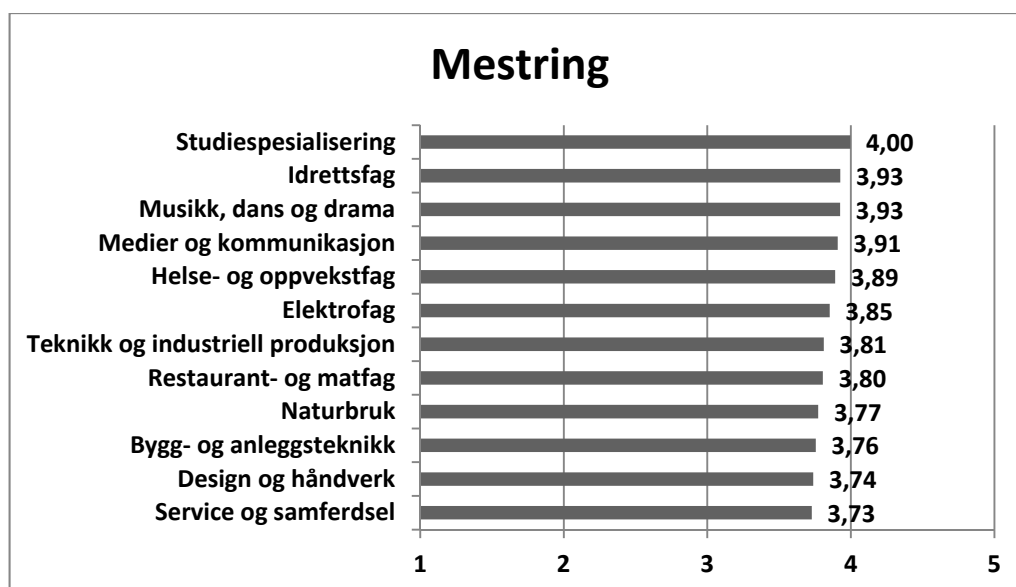 Mestring
Studiespesialisering 4,00
Idrettsfag 3,93
Musikk, dans og drama 3,93
Medier og kommunikasjon 3,91
Helse- og oppvekstfag 3,89
Elektrofag 3,85
Teknikk og industriell produksjon 3,81
Restaurant- og matfag 3,80
Naturbruk 3,77
Bygg- og anleggsteknikk 3,76
Design og håndverk 3,74
Service og samferdsel 3,73
1 2 3 4 5